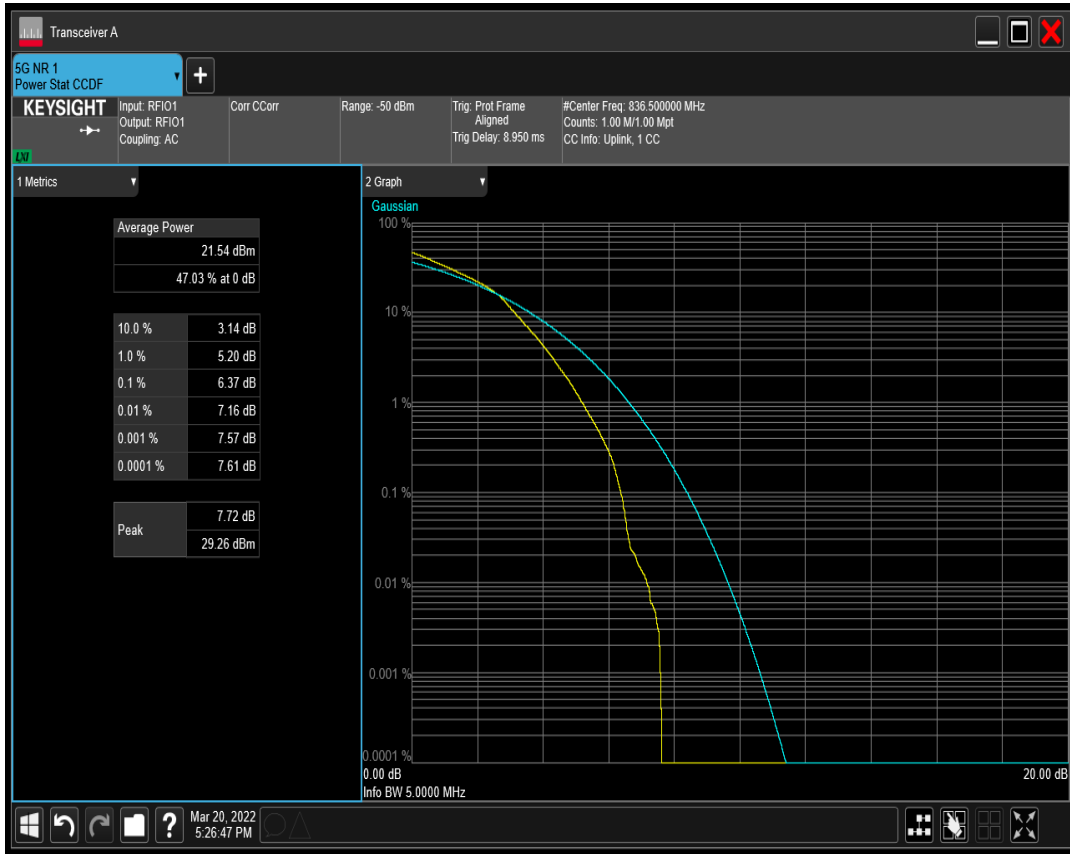 Transceiver A
5G NR 1
Power Stat CCDF
+
KEYSIGHT
LXI
Input: RFIO1
Output: RFIO1
Coupling: AC
Corr CCorr
Range: -50 dBm
Trig: Prot Frame
Aligned
Trig Delay: 8.950 ms
#Center Freq: 836.500000 MHz
Counts: 1.00 M/1.00 Mpt
CC Info: Uplink, 1 CC
1 Metrics
Average Power
21.54 dBm
47.03 % at 0 dB
10.0 % 3.14 dB
1.0 % 5.20 dB
0.1 % 6.37 dB
0.01 % 7.16 dB
0.001 % 7.57 dB
0.0001 % 7.61 dB
Peak 7.72 dB
29.26 dBm
2 Graph
Gaussian
100 %
10 %
1 %
0.1 %
0.01 %
0.001 %
0.0001 %
0.00 dB 20.00 dB
Info BW 5.0000 MHz
?
Mar 20, 2022
5:26:47 PM